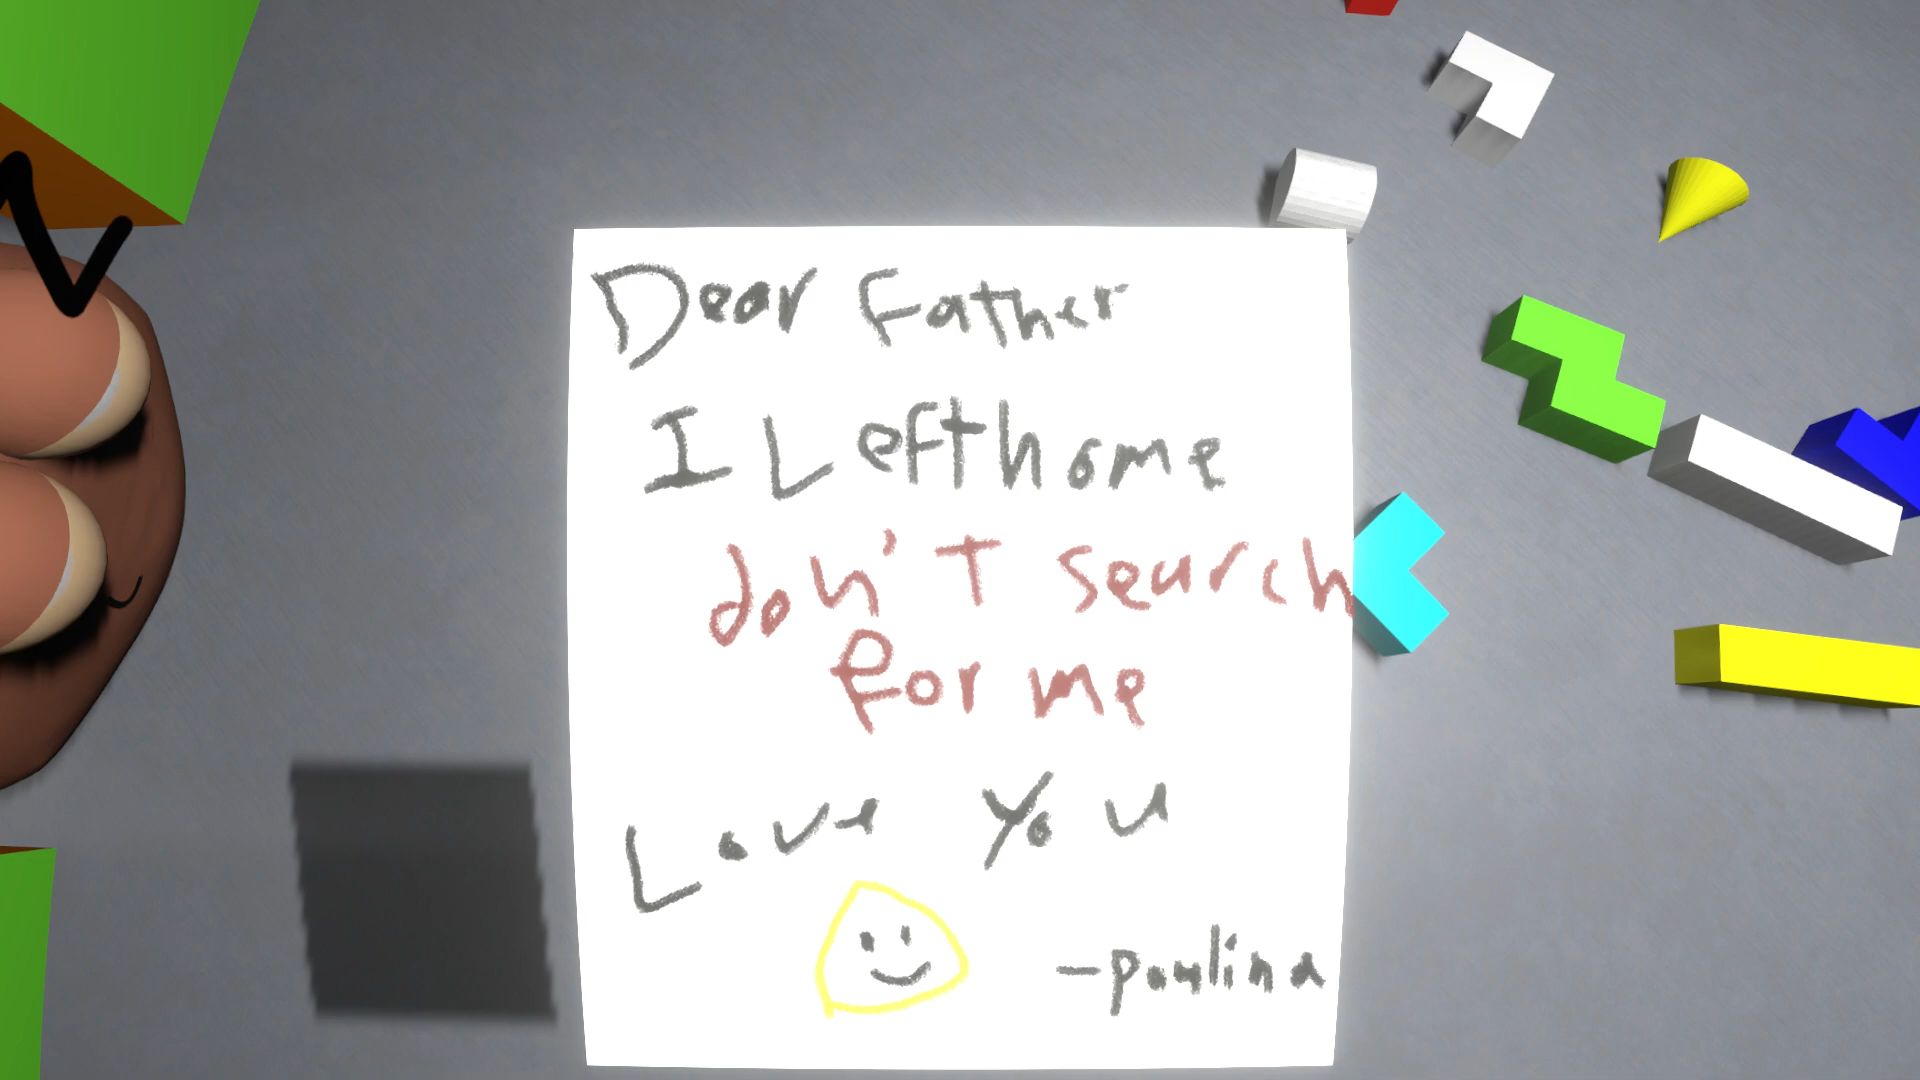 Dear Father
I Left home
don't search
for me
Love You
-paulina